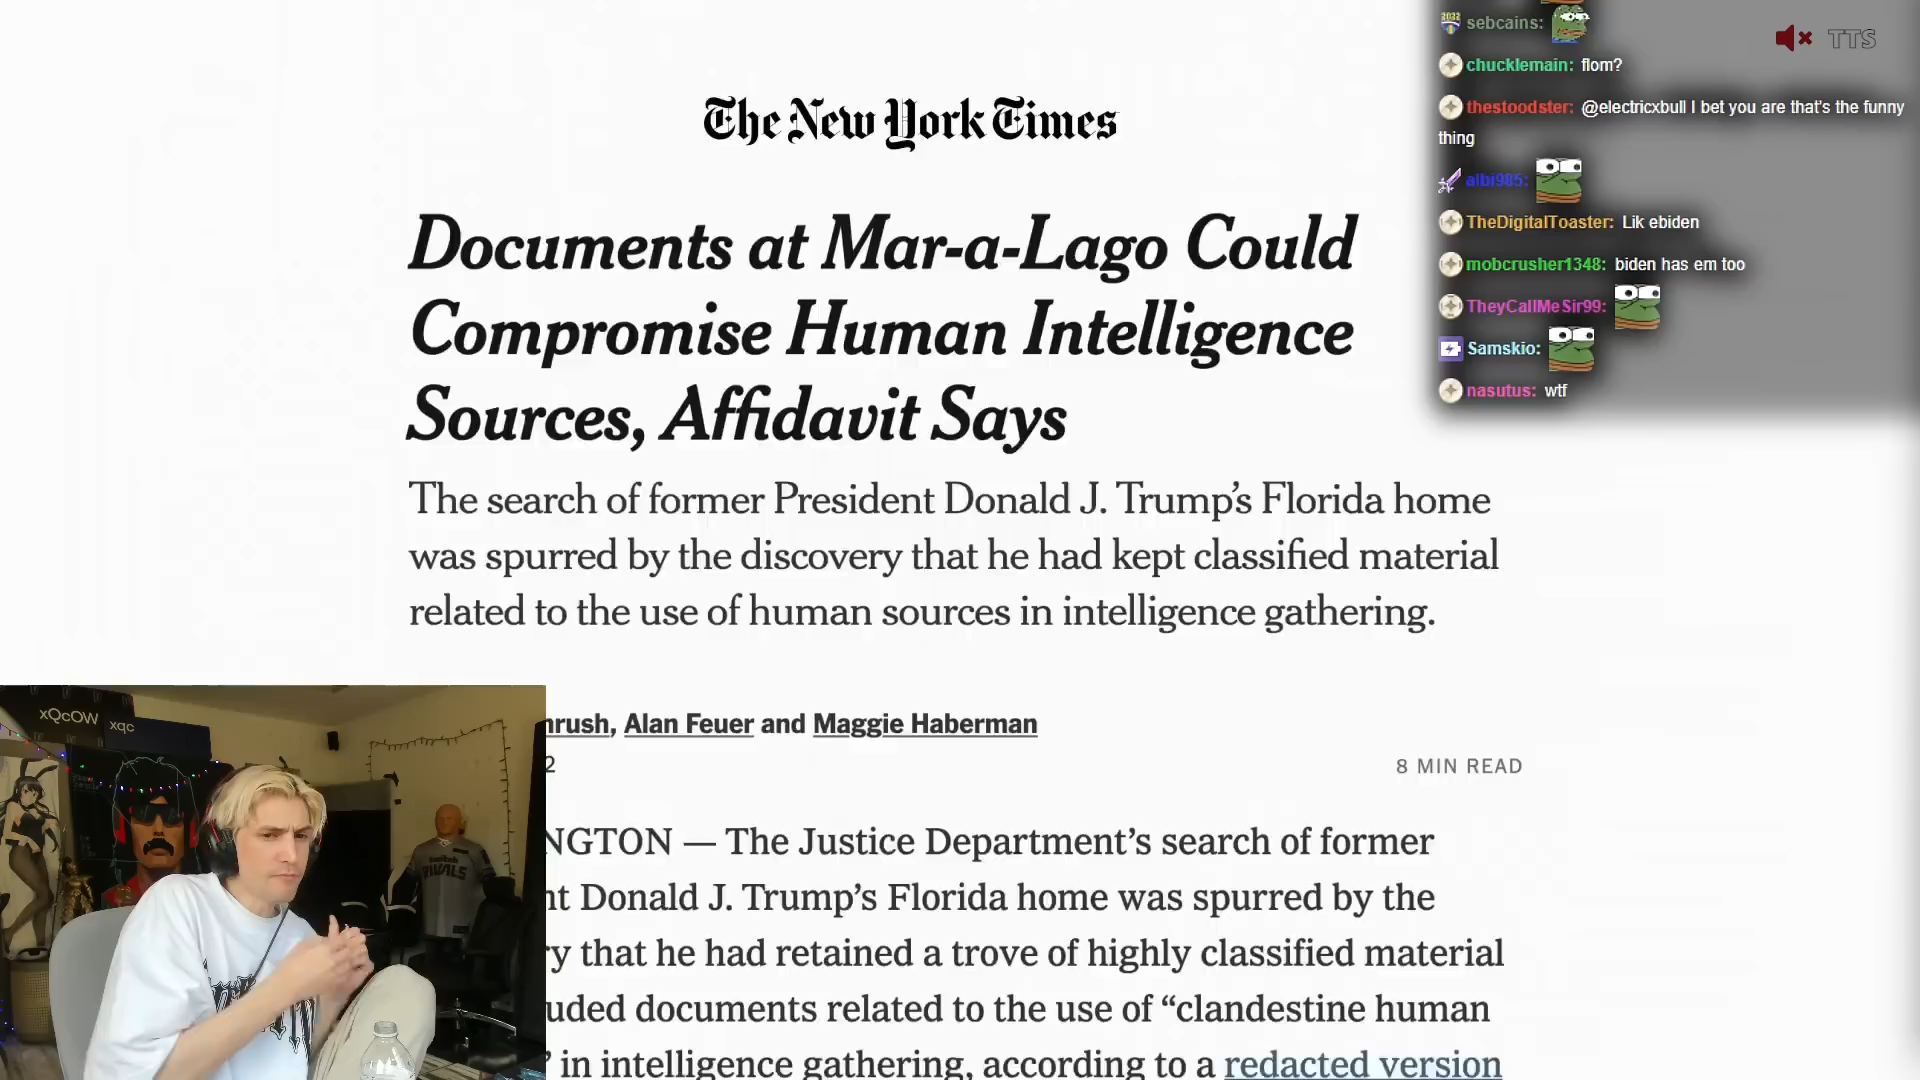 The New York Times
Documents at Mar-a-Lago Could
Compromise Human Intelligence
Sources, Affidavit Says
The search of former President Donald J. Trump's Florida home
was spurred by the discovery that he had kept classified material
related to the use of human sources in intelligence gathering.
nrush, Alan Feuer and Maggie Haberman
2
8 MIN READ
NGTON — The Justice Department's search of former
nt Donald J. Trump's Florida home was spurred by the
ry that he had retained a trove of highly classified material
uded documents related to the use of “clandestine human
” in intelligence gathering, according to a redacted version
sebcains:
chucklemain: flom?
thestoodster: @electricxbull I bet you are that's the funny
thing
albi985:
TheDigitalToaster: Lik ebiden
mobcrusher1348: biden has em too
TheyCallMeSir99:
Samskio:
nasutus: wtf
TTS
xQcOW
xqc
RIVALS